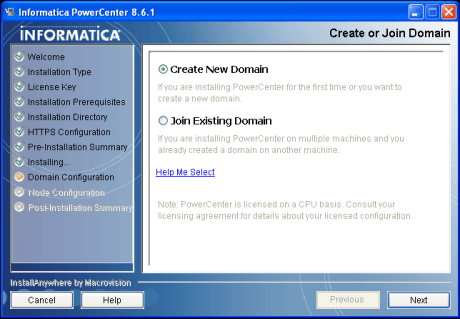 Informatica PowerCenter 8.6.1
INFORMATICA
Create or Join Domain
Welcome
Installation Type
License Key
Installation Prerequisites
Installation Directory
HTTPS Configuration
Pre-Installation Summary
Installing...
Domain Configuration
Node Configuration
Post-Installation Summary
Create New Domain
If you are installing PowerCenter for the first time or you want to
create a new domain.
Join Existing Domain
If you are installing PowerCenter on multiple machines and you
already created a domain on another machine.
Help Me Select
Note: PowerCenter is licensed on a CPU basis. Consult your
licensing agreement for details about your licensed configuration.
InstallAnywhere by Macrovision
Cancel
Help
Previous
Next